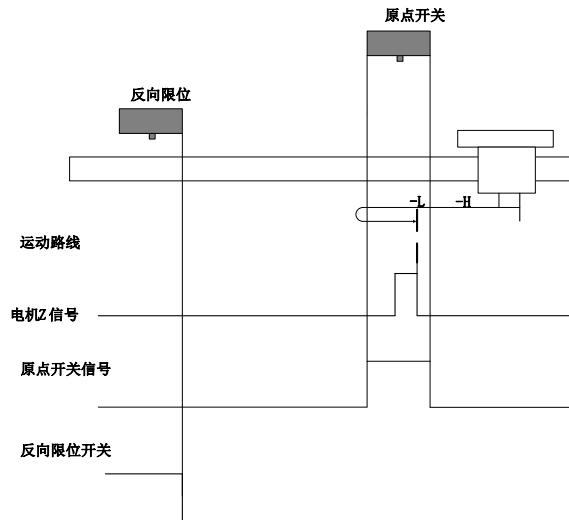 原点开关
反向限位
-L
-H
运动路线
电机Z信号
原点开关信号
反向限位开关